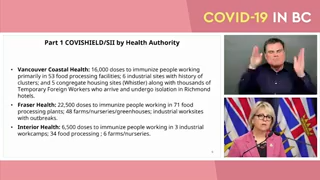 COVID-19 IN BC
Part 1 COVISHIELD/SII by Health Authority
• Vancouver Coastal Health: 16,000 doses to immunize people working
primarily in 53 food processing facilities; 6 industrial sites with history of
clusters; and 5 congregate housing sites (Whistler) along with thousands of
Temporary Foreign Workers who arrive and undergo isolation in Richmond
hotels.
• Fraser Health: 22,500 doses to immunize people working in 71 food
processing plants; 48 farms/nurseries/greenhouses; industrial worksites
with outbreaks.
• Interior Health: 6,500 doses to immunize people working in 3 industrial
workcamps; 34 food processing ; 6 farms/nurseries.